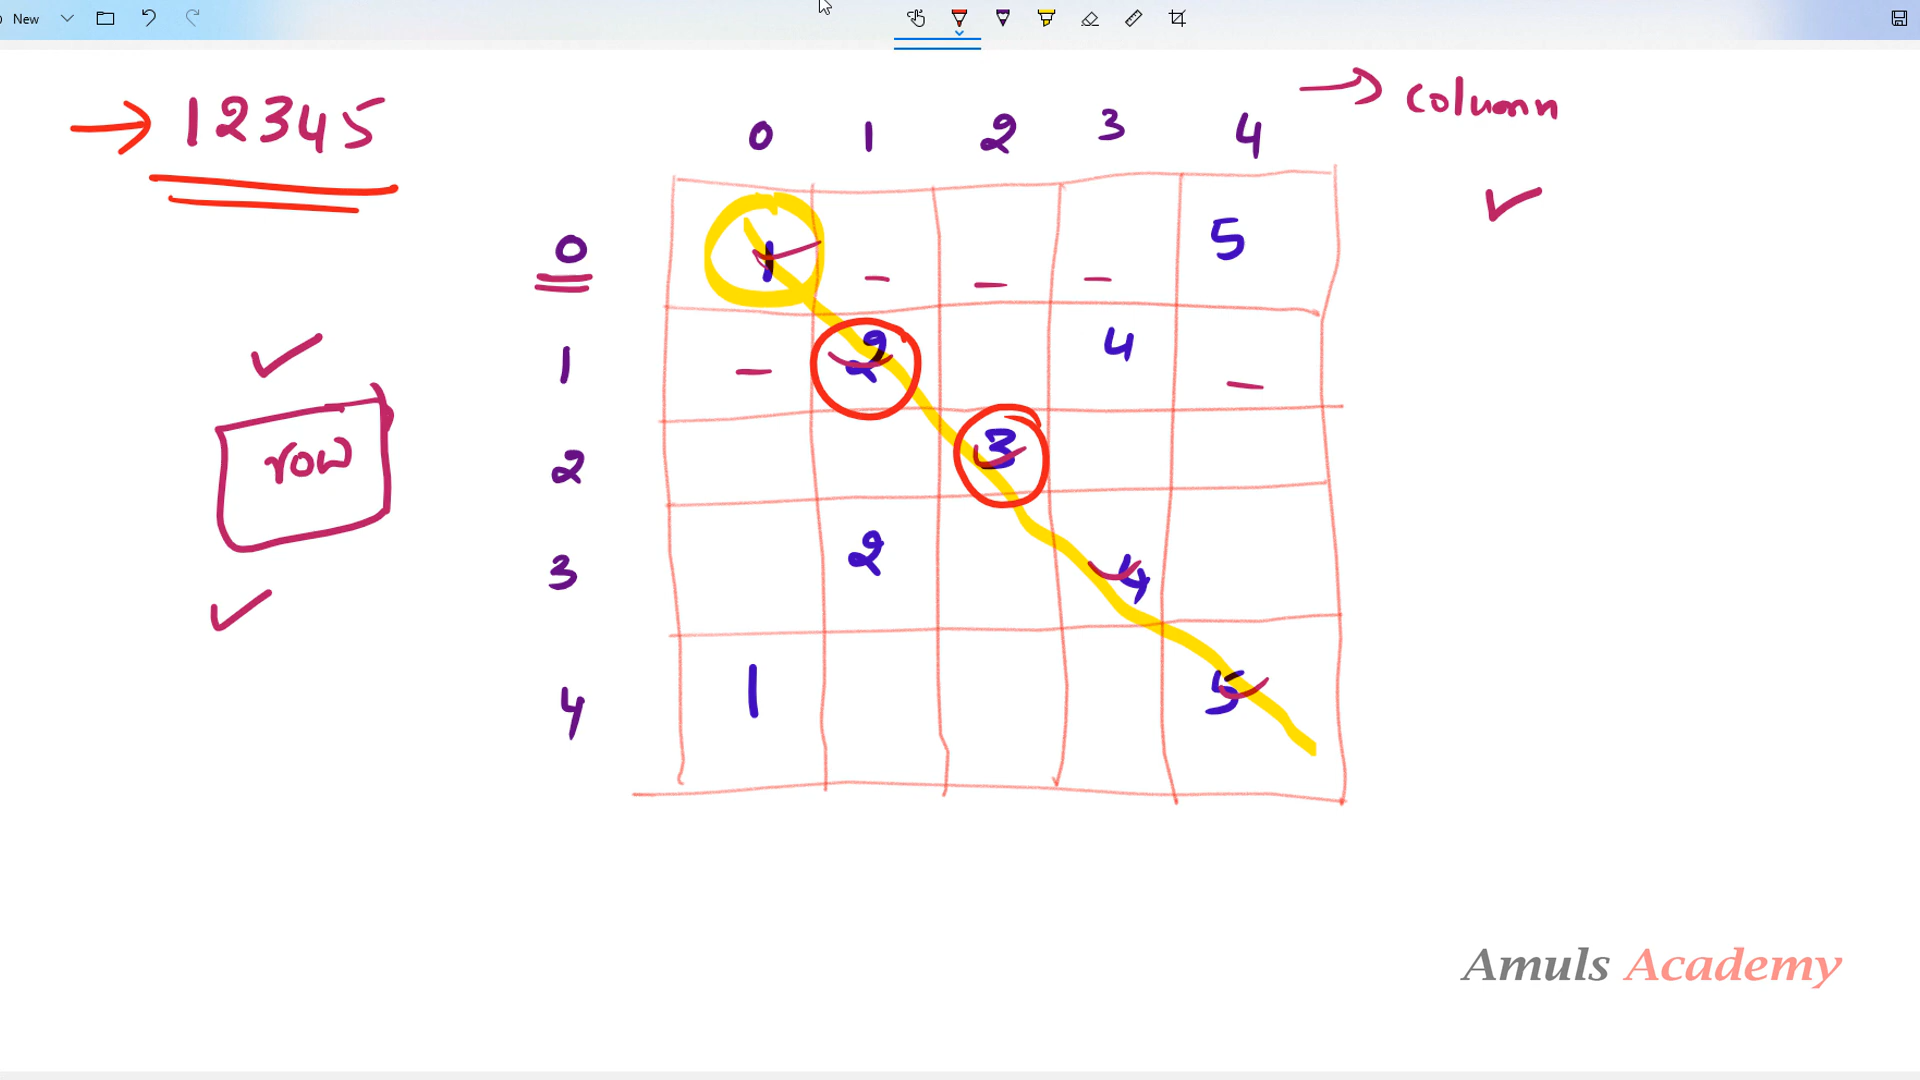 New
→ 12345
→ column
0 1 2 3 4
0 1 - - - 5
1 - 2 4 -
row
2 3
3 2 4
4 1 5
Amuls Academy